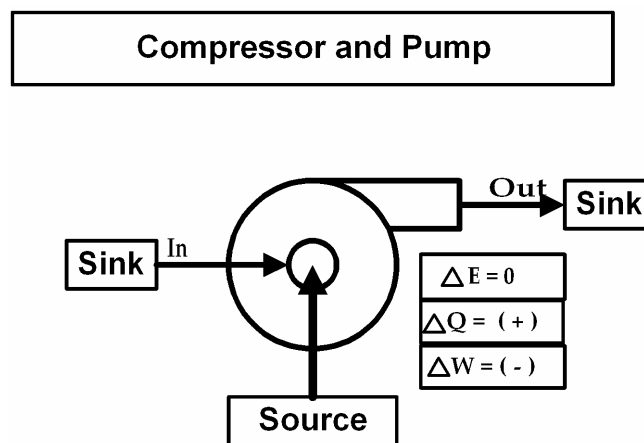 Compressor and Pump
Out
Sink
In
Sink
△ E = 0
△Q = ( + )
△W = ( - )
Source